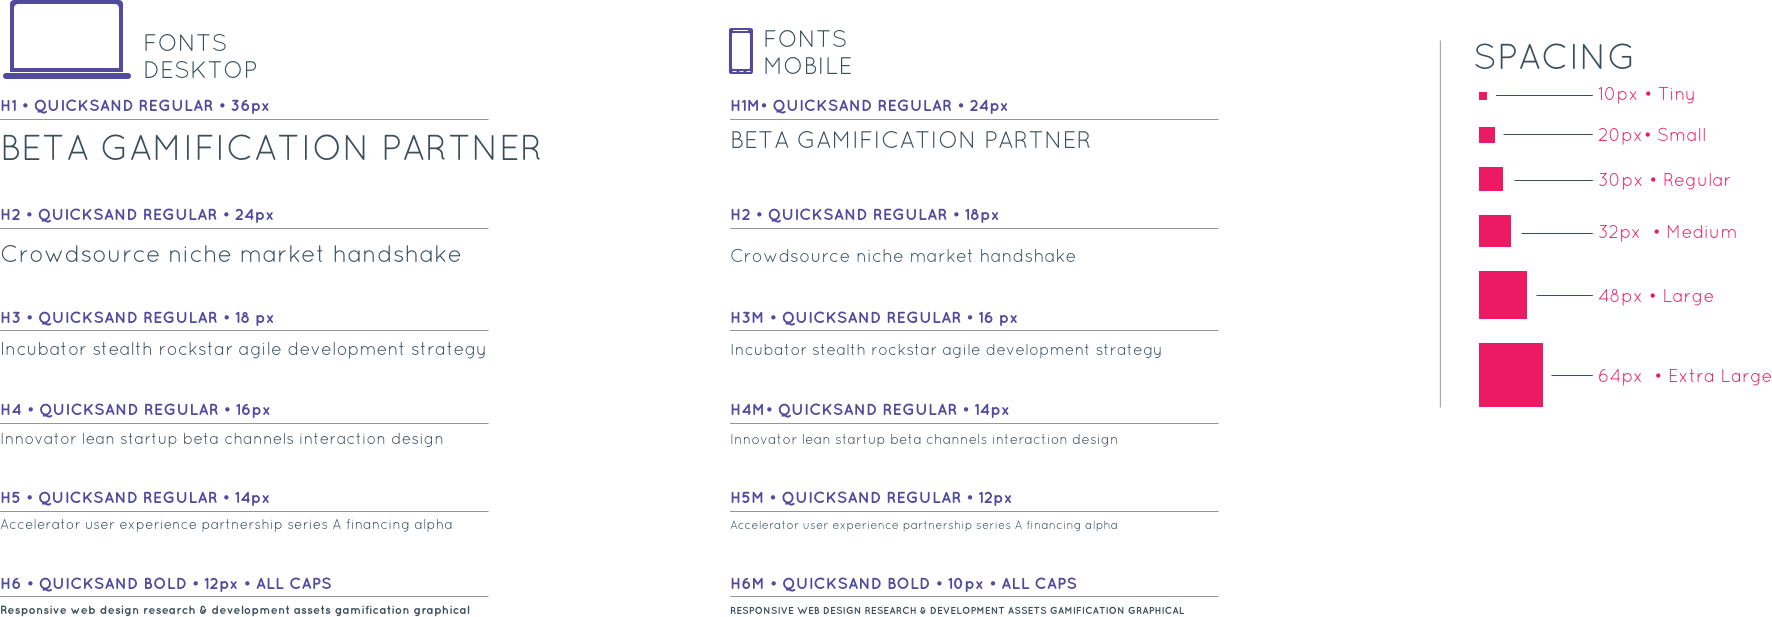 FONTS
DESKTOP
H1 • QUICKSAND REGULAR • 36px
BETA GAMIFICATION PARTNER
H2 • QUICKSAND REGULAR • 24px
Crowdsource niche market handshake
H3 • QUICKSAND REGULAR • 18 px
Incubator stealth rockstar agile development strategy
H4 • QUICKSAND REGULAR • 16px
Innovator lean startup beta channels interaction design
H5 • QUICKSAND REGULAR • 14px
Accelerator user experience partnership series A financing alpha
H6 • QUICKSAND BOLD • 12px • ALL CAPS
Responsive web design research & development assets gamification graphical
FONTS
MOBILE
H1M• QUICKSAND REGULAR • 24px
BETA GAMIFICATION PARTNER
H2 • QUICKSAND REGULAR • 18px
Crowdsource niche market handshake
H3M • QUICKSAND REGULAR • 16 px
Incubator stealth rockstar agile development strategy
H4M• QUICKSAND REGULAR • 14px
Innovator lean startup beta channels interaction design
H5M • QUICKSAND REGULAR • 12px
Accelerator user experience partnership series A financing alpha
H6M • QUICKSAND BOLD • 10px • ALL CAPS
RESPONSIVE WEB DESIGN RESEARCH & DEVELOPMENT ASSETS GAMIFICATION GRAPHICAL
SPACING
10px • Tiny
20px• Small
30px • Regular
32px • Medium
48px • Large
64px • Extra Large